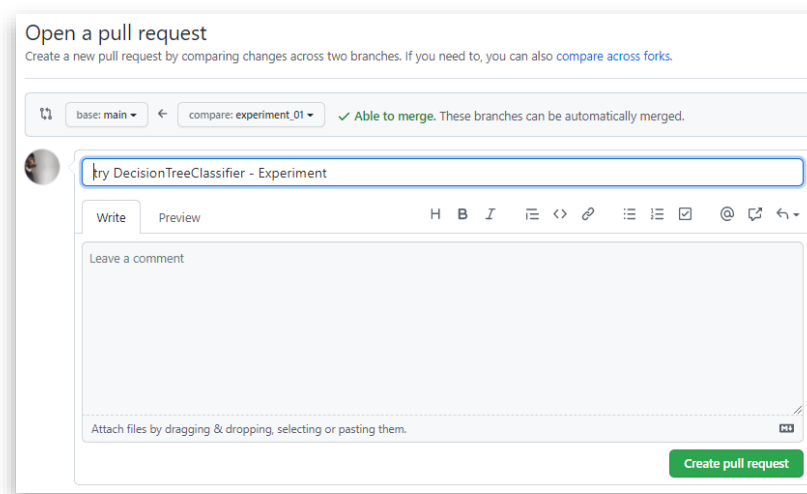 Open a pull request
Create a new pull request by comparing changes across two branches. If you need to, you can also compare across forks.
base: main compare: experiment_01 Able to merge. These branches can be automatically merged.
try DecisionTreeClassifier - Experiment
Write Preview H B I @
Leave a comment
Attach files by dragging & dropping, selecting or pasting them.
Create pull request